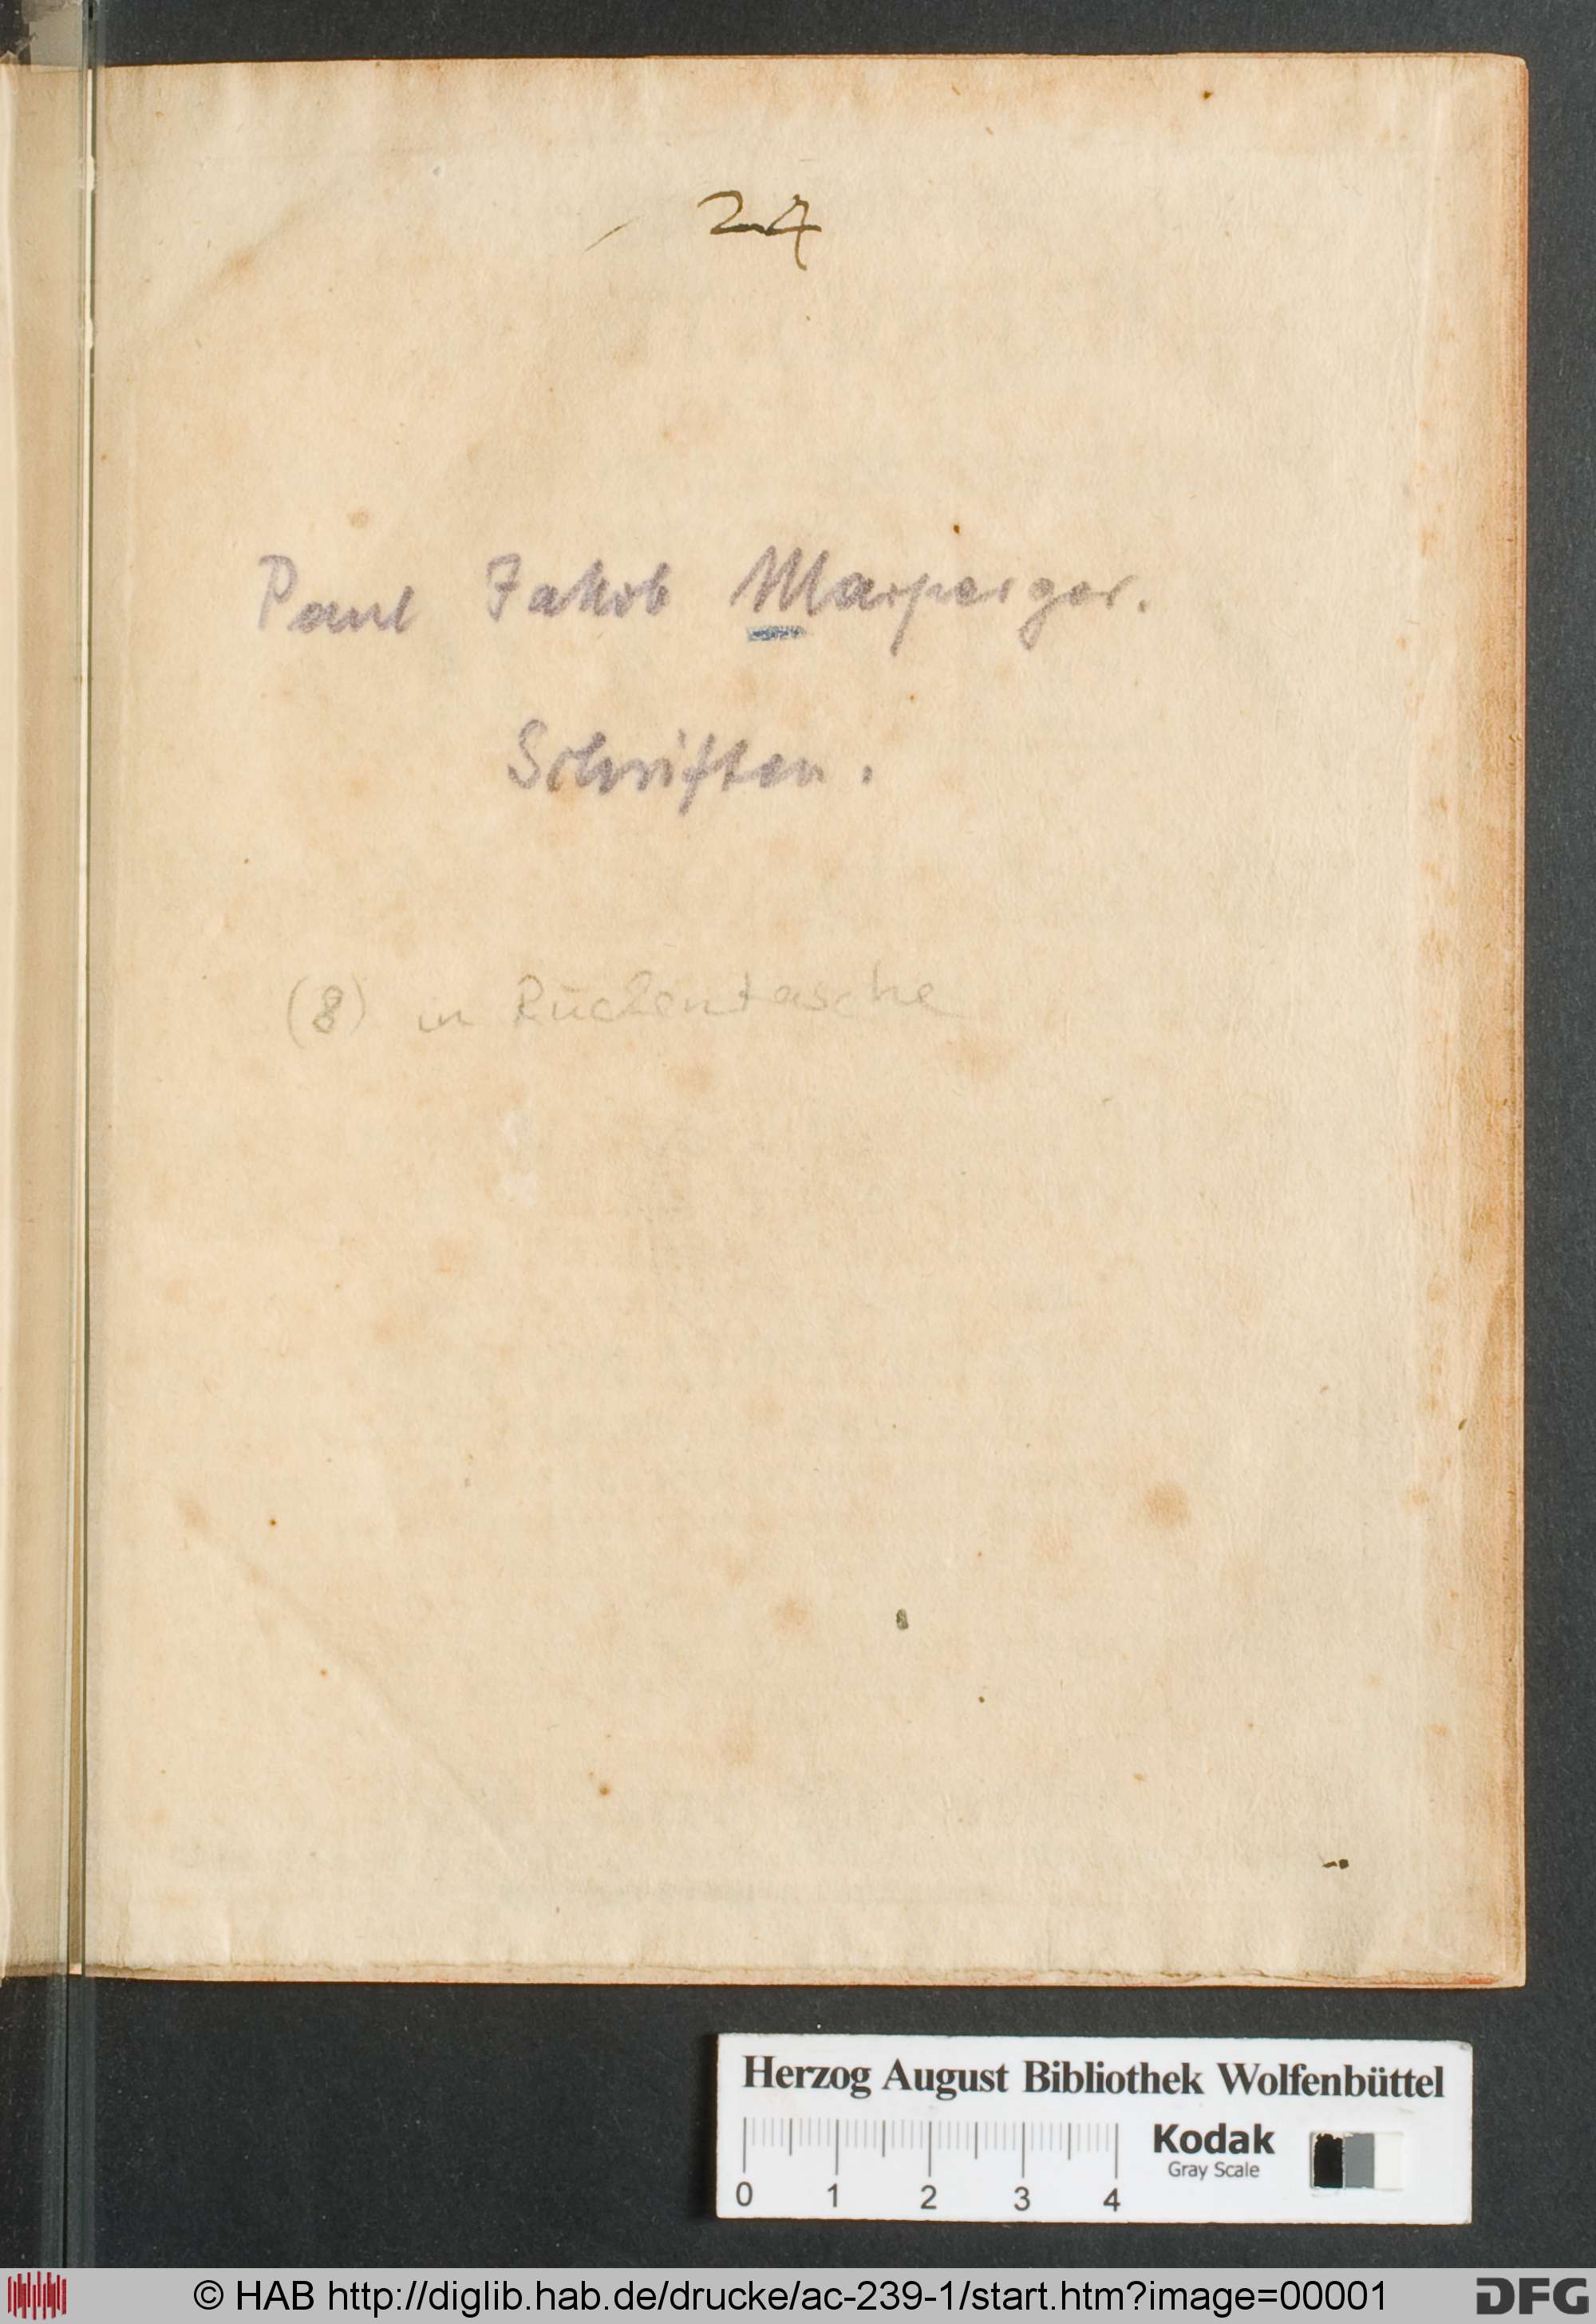 24
Paul Jakob Marperger.
Schriften.
(8) in Rückentasche
Herzog August Bibliothek Wolfenbüttel
Kodak
Gray Scale
0 1 2 3 4
© HAB http://diglib.hab.de/drucke/ac-239-1/start.htm?image=00001
DFG